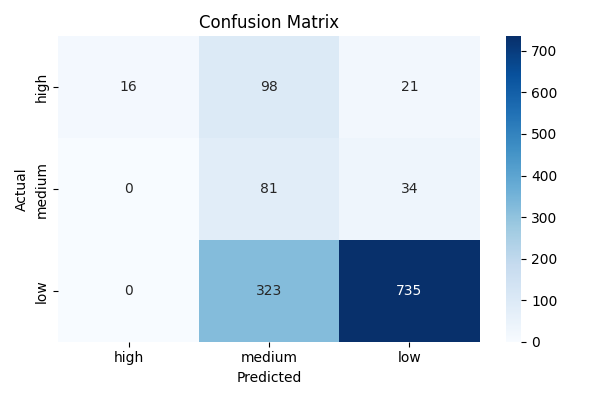 Confusion Matrix
Actual
high
medium
low
16 98 21
0 81 34
0 323 735
high medium low
Predicted
700
600
500
400
300
200
100
0